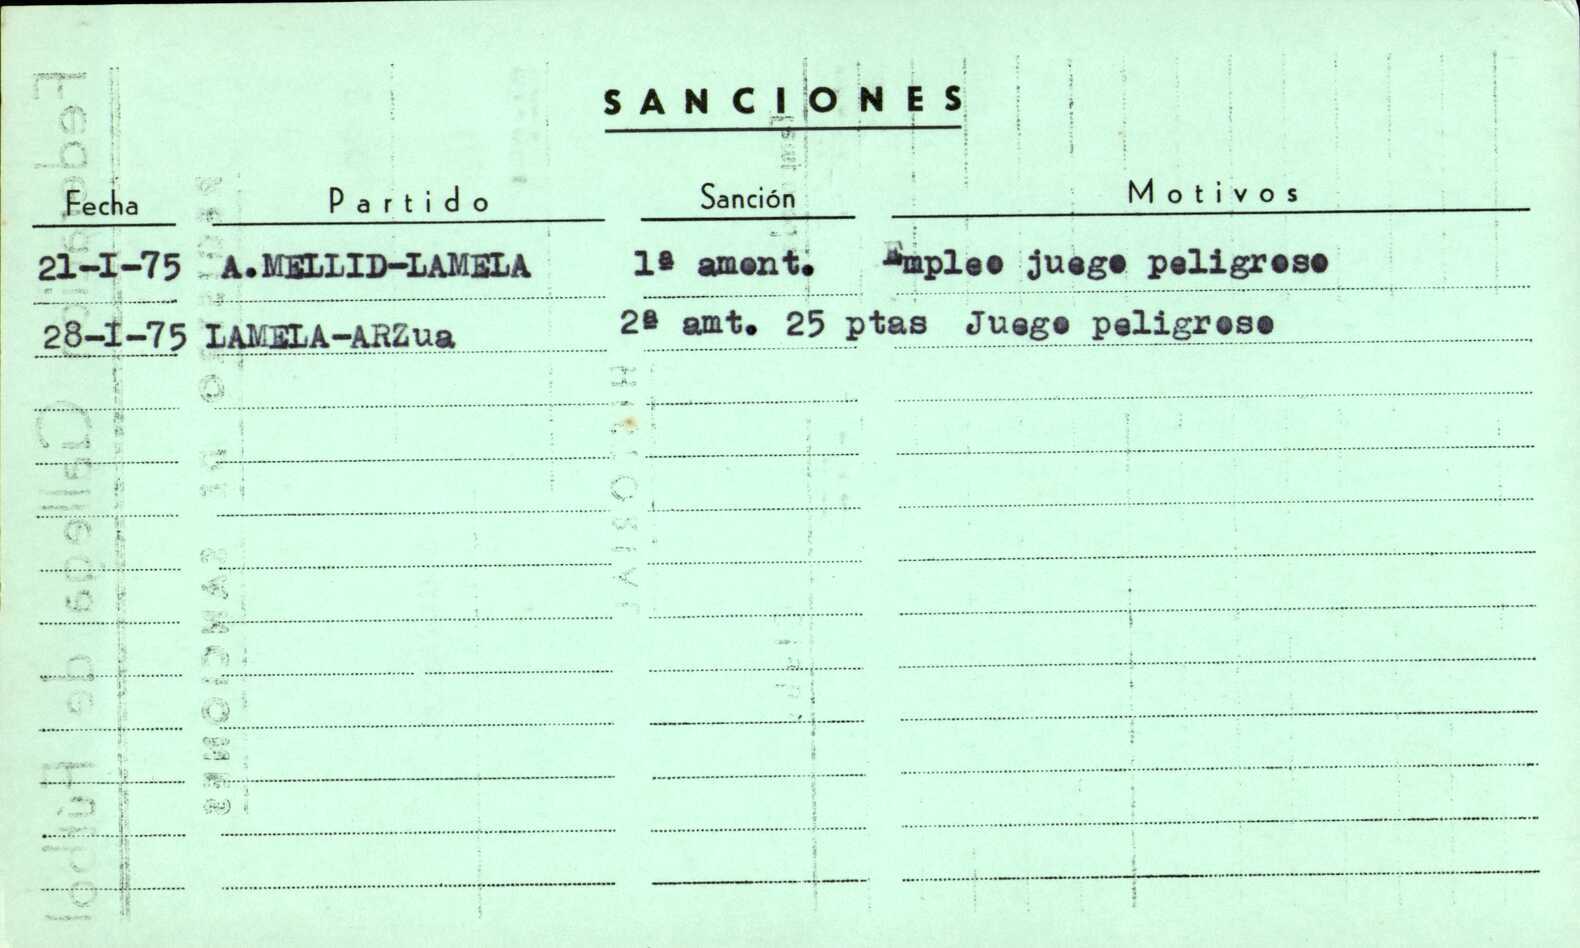 SANCIONES
Fecha Partido Sanción Motivos
21-I-75 A.MELLID-LAMELA 1ª amont. Empleo juego peligroso
28-I-75 LAMELA-ARZua 2ª amt. 25 ptas Juego peligroso